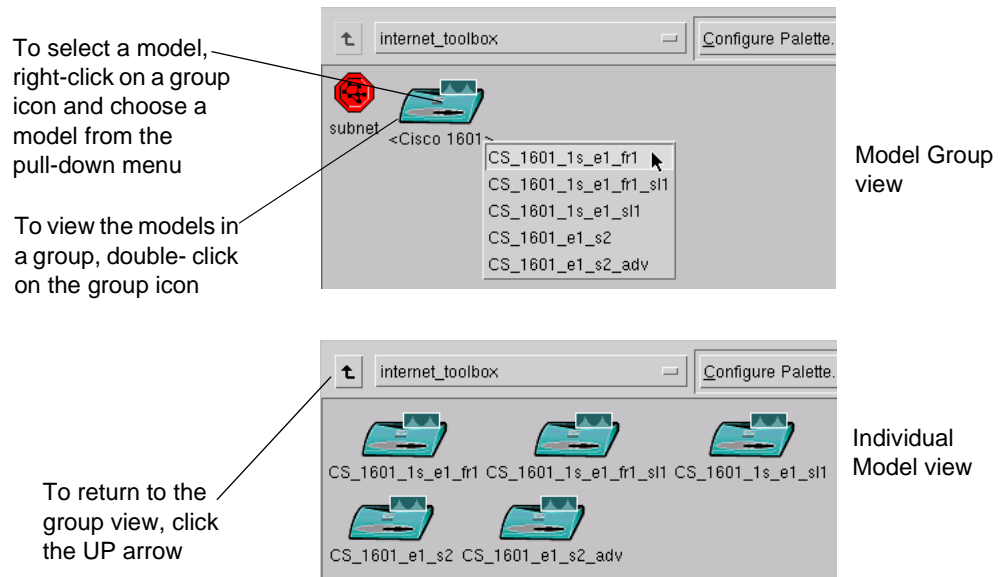 To select a model,
right-click on a group
icon and choose a
model from the
pull-down menu
To view the models in
a group, double- click
on the group icon
internet_toolbox
Configure Palette.
subnet
<Cisco 1601>
CS_1601_1s_e1_fr1
CS_1601_1s_e1_fr1_sl1
CS_1601_1s_e1_sl1
CS_1601_e1_s2
CS_1601_e1_s2_adv
Model Group
view
internet_toolbox
Configure Palette.
CS_1601_1s_e1_fr1 CS_1601_1s_e1_fr1_sl1 CS_1601_1s_e1_sl1
CS_1601_e1_s2 CS_1601_e1_s2_adv
To return to the
group view, click
the UP arrow
Individual
Model view